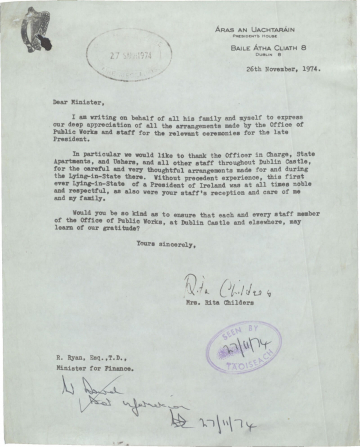 ÁRAS AN UACHTARÁIN
PRESIDENT'S HOUSE
BAILE ÁTHA CLIATH 8
DUBLIN 8
27 1974
26th November, 1974.
Dear Minister,
I am writing on behalf of all his family and myself to express
our deep appreciation of all the arrangements made by the Office of
Public Works and staff for the relevant ceremonies for the late
President.
In particular we would like to thank the Officer in Charge, State
Apartments, and Ushers, and all other staff throughout Dublin Castle,
for the careful and very thoughtful arrangements made for and during
the Lying-in-State there. Without precedent experience, this first
ever Lying-in-State of a President of Ireland was at all times noble
and respectful, as also were your staff's reception and care of me
and my family.
Would you be so kind as to ensure that each and every staff member
of the Office of Public Works, at Dublin Castle and elsewhere, may
learn of our gratitude?
Yours sincerely,
Rita Childers
Mrs. Rita Childers
SEEN BY
27/11/74
TAOISEACH
R. Ryan, Esq.,T.D.,
Minister for Finance.
27/11/74